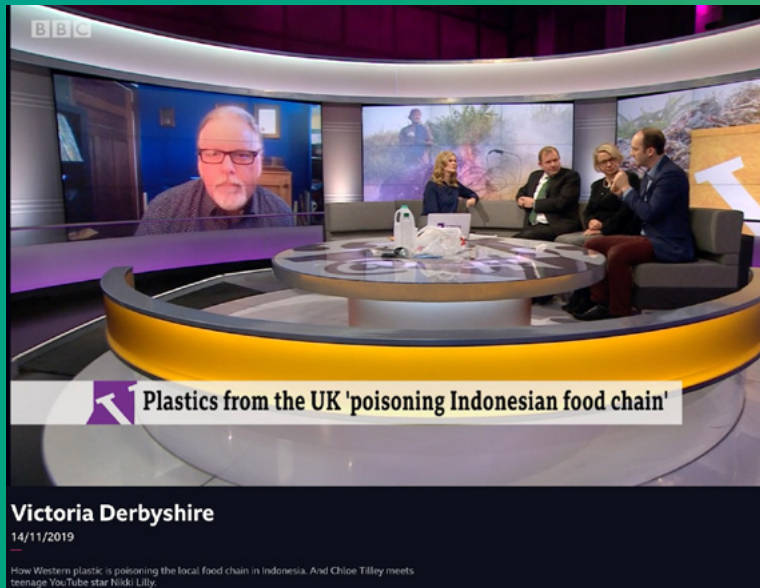 BBC
Plastics from the UK 'poisoning Indonesian food chain'
Victoria Derbyshire
14/11/2019
How Western plastic is poisoning the local food chain in Indonesia. And Chloe Tilley meets
teenage YouTube star Nikki Lilly.